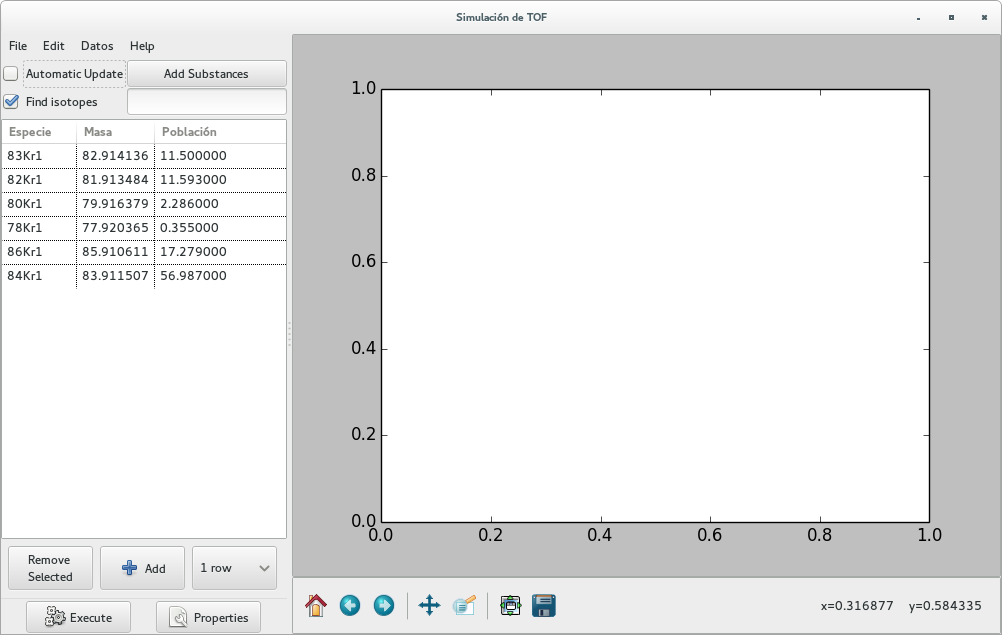 Simulación de TOF
File Edit Datos Help
Automatic Update Add Substances
Find isotopes
Especie Masa Población
83Kr1 82.914136 11.500000
82Kr1 81.913484 11.593000
80Kr1 79.916379 2.286000
78Kr1 77.920365 0.355000
86Kr1 85.910611 17.279000
84Kr1 83.911507 56.987000
Remove
Selected
Add
1 row
Execute
Properties
1.0
0.8
0.6
0.4
0.2
0.0
0.0 0.2 0.4 0.6 0.8 1.0
x=0.316877 y=0.584335